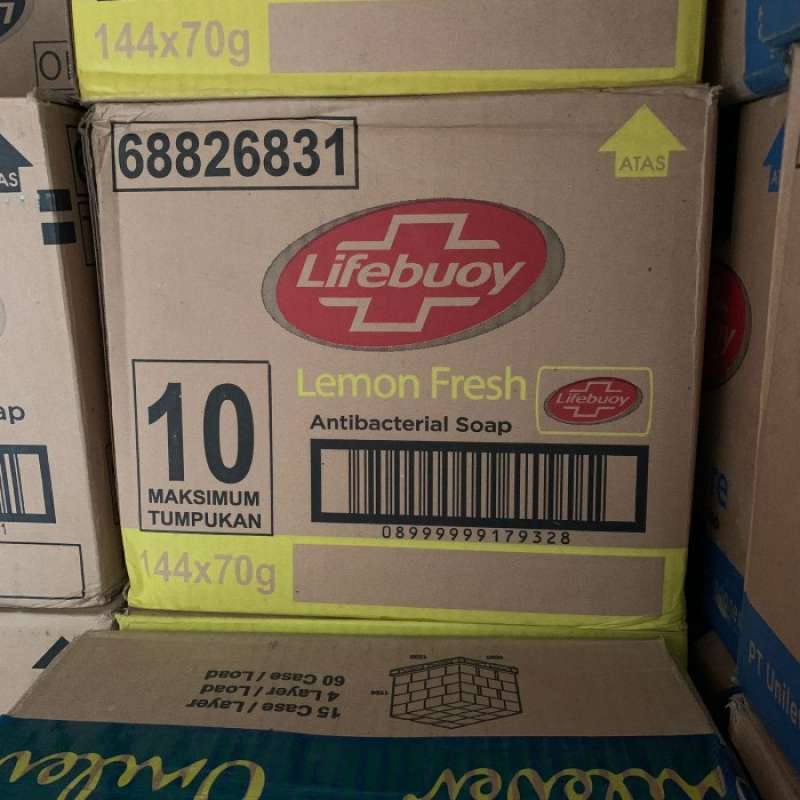 144x70g
68826831
ATAS
Lifebuoy
Lemon Fresh
Lifebuoy
Antibacterial Soap
10
MAKSIMUM
TUMPUKAN
08999999179328
144x70g
15 Case / Layer
4 Layer / Load
60 Case / Load
Unilever
PT Unile